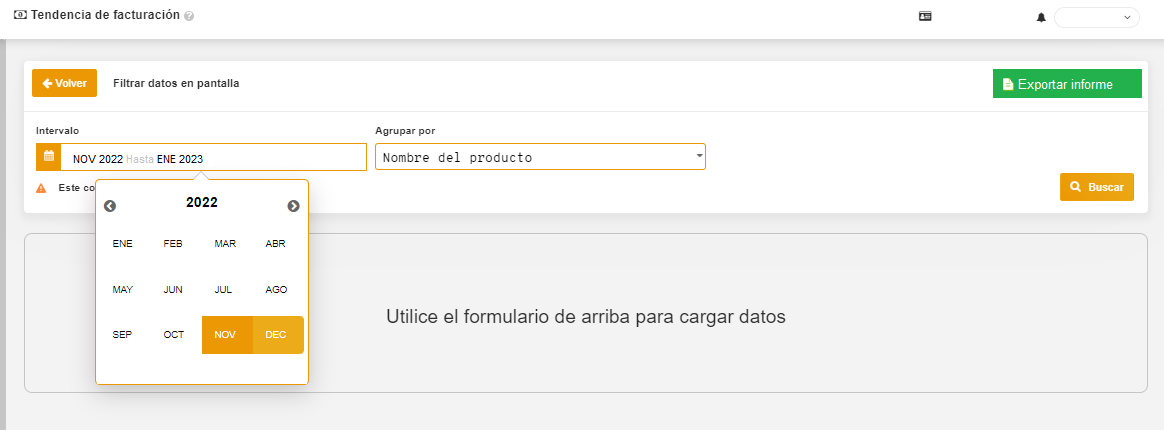 Tendencia de facturación
Volver
Filtrar datos en pantalla
Exportar informe
Intervalo
Agrupar por
NOV 2022 Hasta ENE 2023
Nombre del producto
Este co
Buscar
2022
ENE FEB MAR ABR
MAY JUN JUL AGO
SEP OCT NOV DEC
Utilice el formulario de arriba para cargar datos